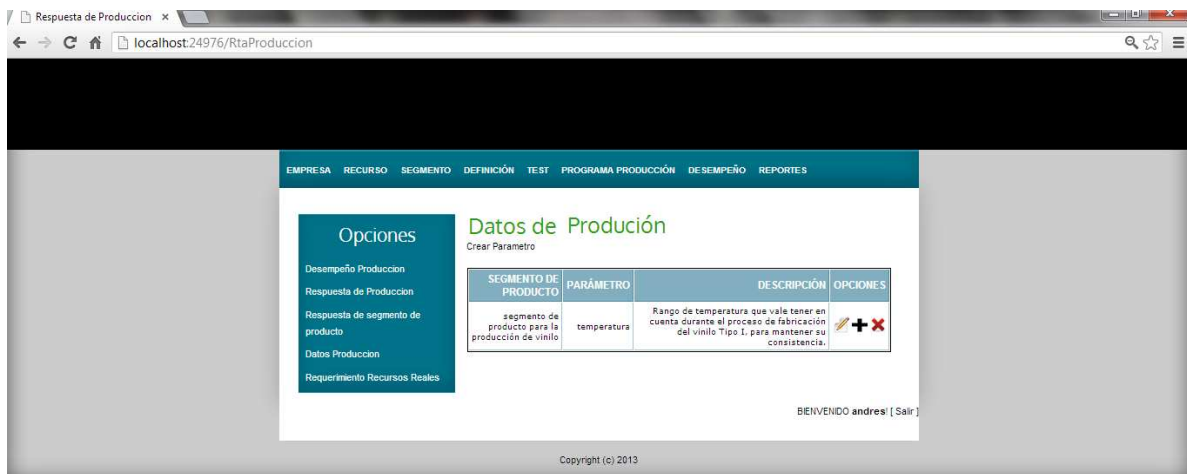 Respuesta de Produccion
localhost:24976/RtaProduccion
EMPRESA RECURSO SEGMENTO DEFINICIÓN TEST PROGRAMA PRODUCCIÓN DESEMPEÑO REPORTES
Opciones
Desempeño Produccion
Respuesta de Produccion
Respuesta de segmento de
producto
Datos Produccion
Requerimiento Recursos Reales
Datos de Produción
Crear Parametro
SEGMENTO DE
PRODUCTO
PARÁMETRO
DESCRIPCIÓN
OPCIONES
segmento de
producto para la
producción de vinilo
temperatura
Rango de temperatura que vale tener en
cuenta durante el proceso de fabricación
del vinilo Tipo I. para mantener su
consistencia.
BIENVENIDO andres! [ Salir ]
Copyright (c) 2013